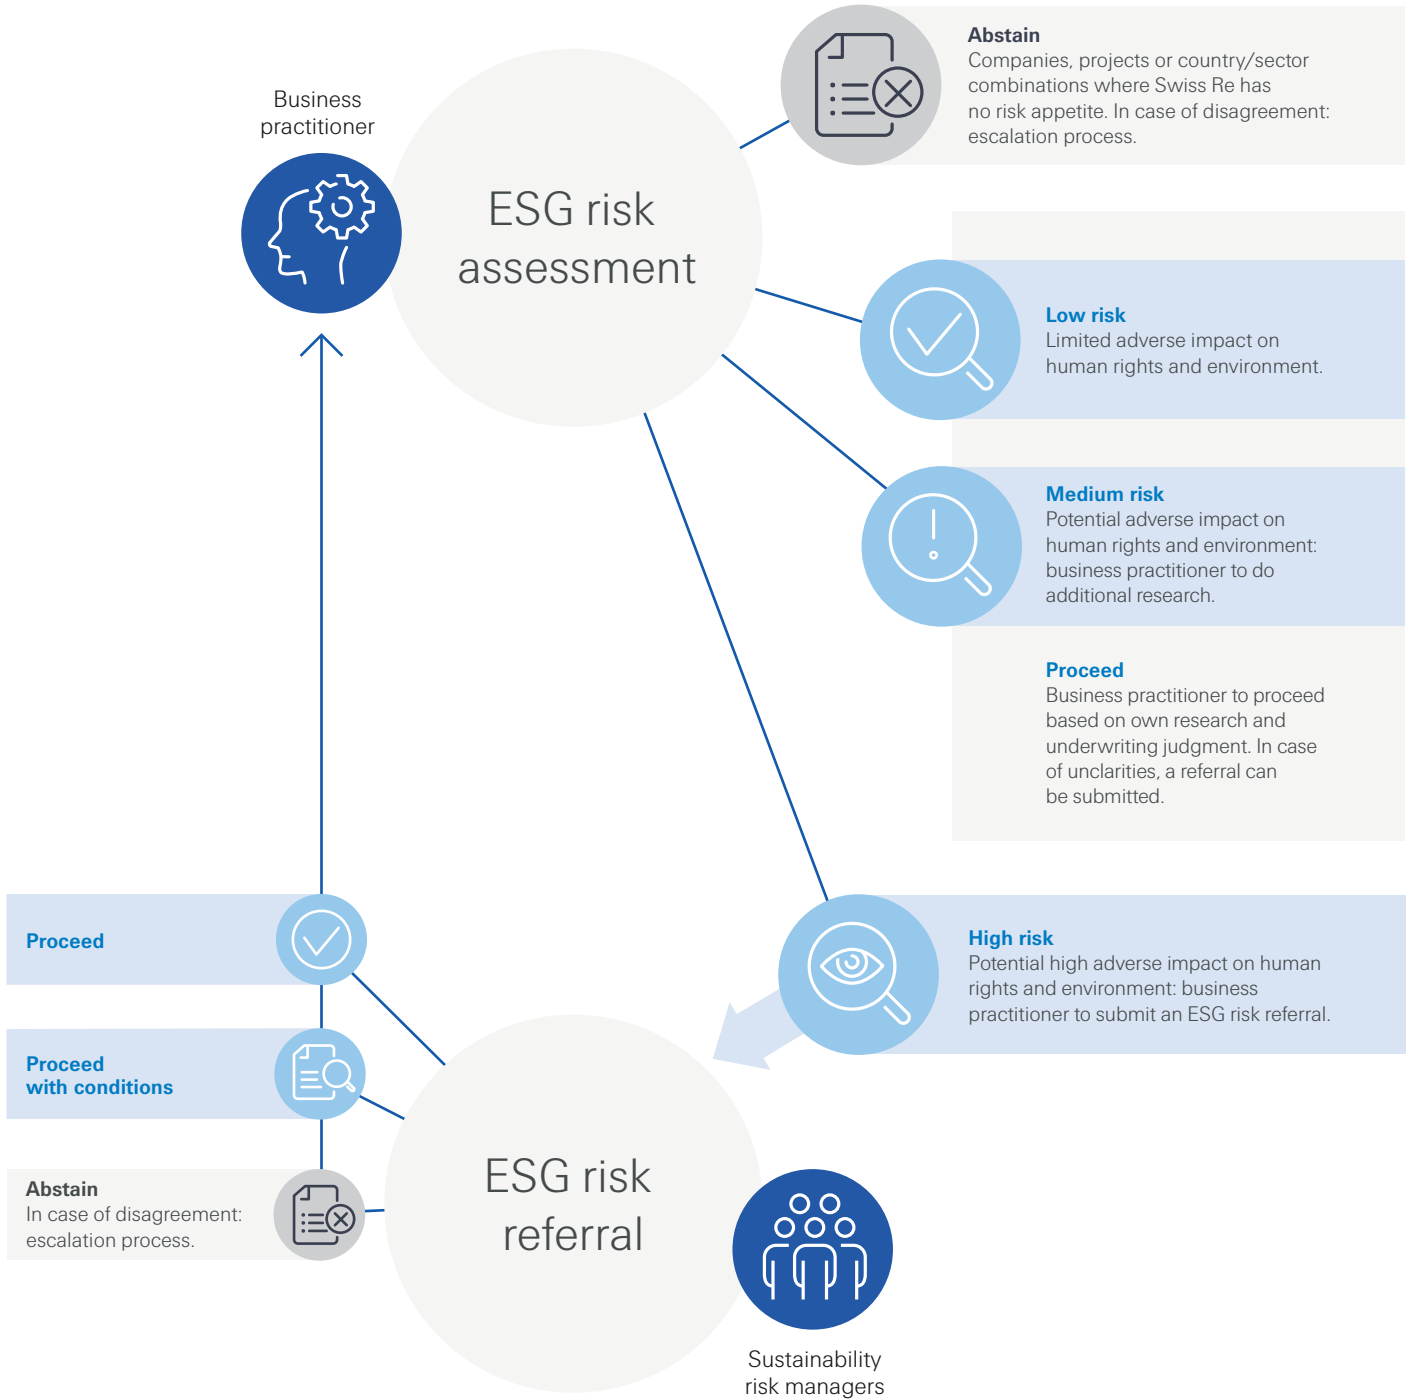 Business
practitioner
ESG risk
assessment
Abstain
Companies, projects or country/sector
combinations where Swiss Re has
no risk appetite. In case of disagreement:
escalation process.
Low risk
Limited adverse impact on
human rights and environment.
Medium risk
Potential adverse impact on
human rights and environment:
business practitioner to do
additional research.
Proceed
Business practitioner to proceed
based on own research and
underwriting judgment. In case
of unclarities, a referral can
be submitted.
High risk
Potential high adverse impact on human
rights and environment: business
practitioner to submit an ESG risk referral.
Proceed
Proceed
with conditions
Abstain
In case of disagreement:
escalation process.
ESG risk
referral
Sustainability
risk managers